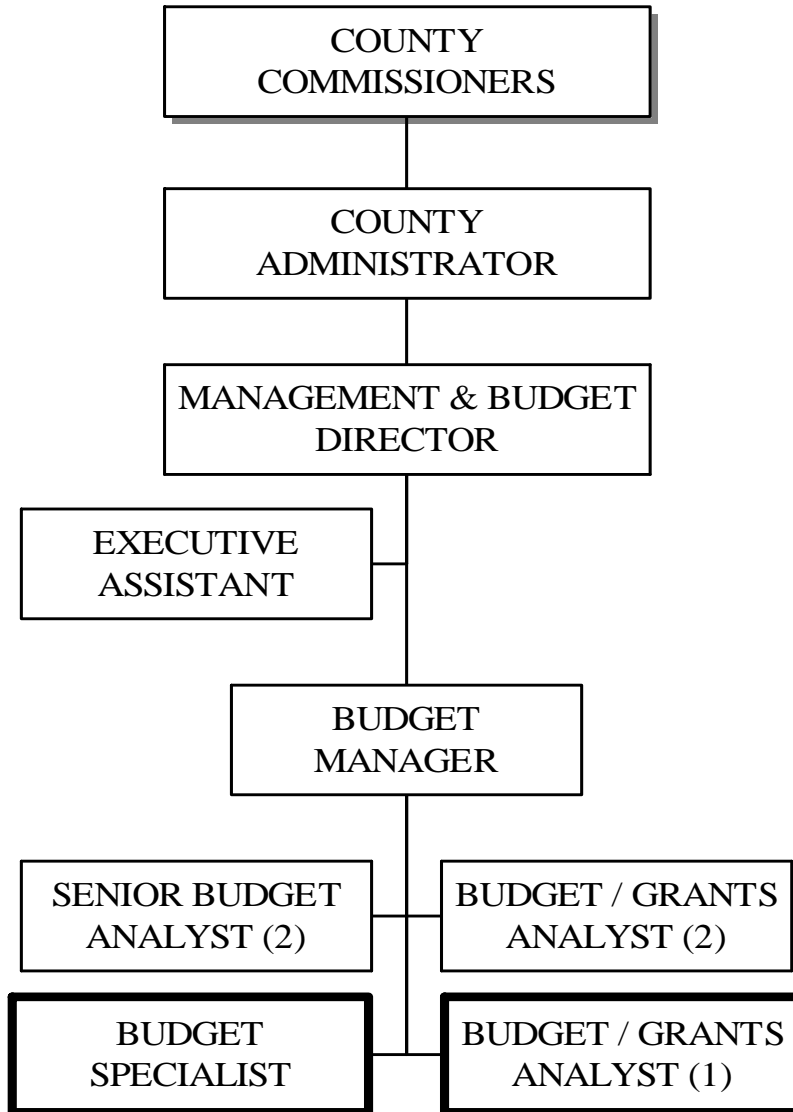 COUNTY
COMMISSIONERS
COUNTY
ADMINISTRATOR
MANAGEMENT & BUDGET
DIRECTOR
EXECUTIVE
ASSISTANT
BUDGET
MANAGER
SENIOR BUDGET
ANALYST (2)
BUDGET / GRANTS
ANALYST (2)
BUDGET
SPECIALIST
BUDGET / GRANTS
ANALYST (1)